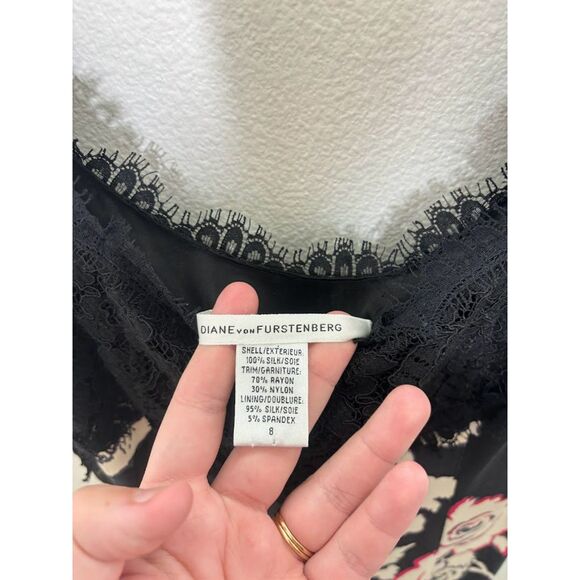 DIANE VON FURSTENBERG
SHELL/EXTERIEUR
100% SILK/SOIE
TRIM/GARNITURE:
70% RAYON
30% NYLON
LINING/DOUBLURE:
95% SILK/SOIE
5% SPANDEX
8